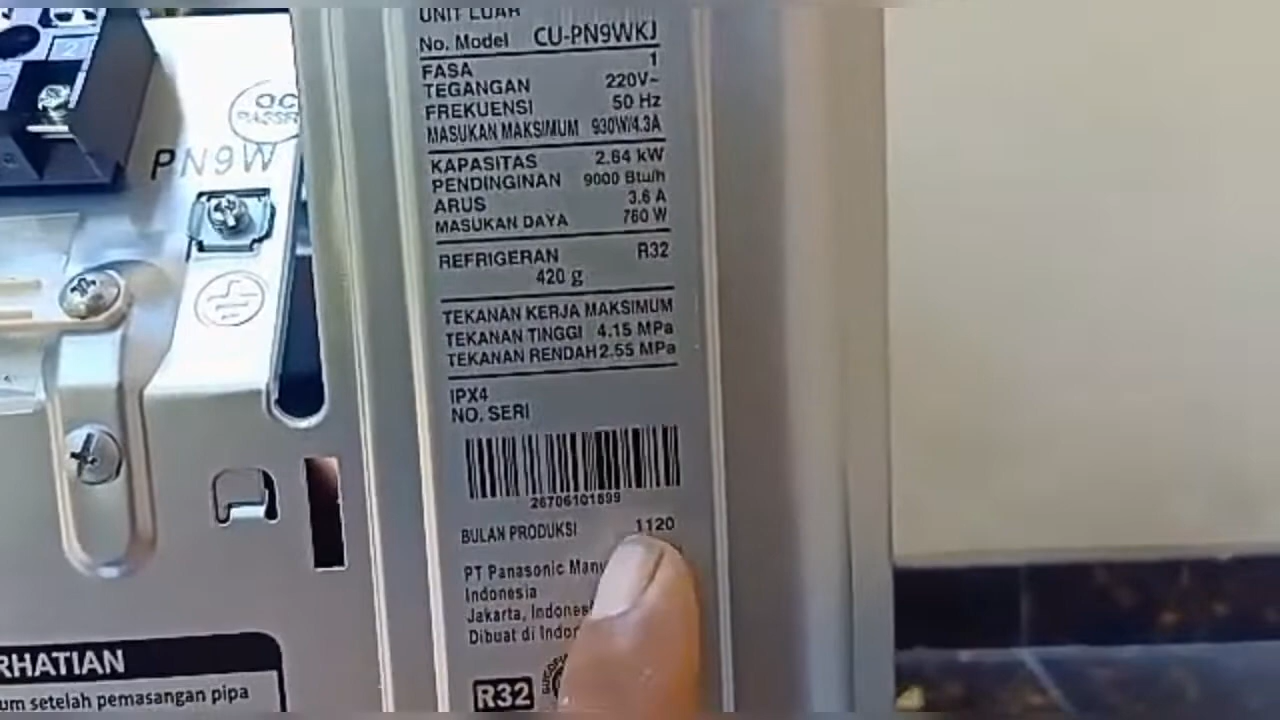 UNIT LUAR
No. Model CU-PN9WKJ
FASA 1
TEGANGAN 220V~
FREKUENSI 50 Hz
MASUKAN MAKSIMUM 930W/4.3A
KAPASITAS 2.64 kW
PENDINGINAN 9000 Btu/h
ARUS 3.6 A
MASUKAN DAYA 760 W
REFRIGERAN R32
420 g
TEKANAN KERJA MAKSIMUM
TEKANAN TINGGI 4.15 MPa
TEKANAN RENDAH 2.55 MPa
IPX4
NO. SERI
26706101899
BULAN PRODUKSI 1120
PT Panasonic Manu
Indonesia
Jakarta, Indones
Dibuat di Indon
R32
PN9W
RHATIAN
um setelah pemasangan pipa